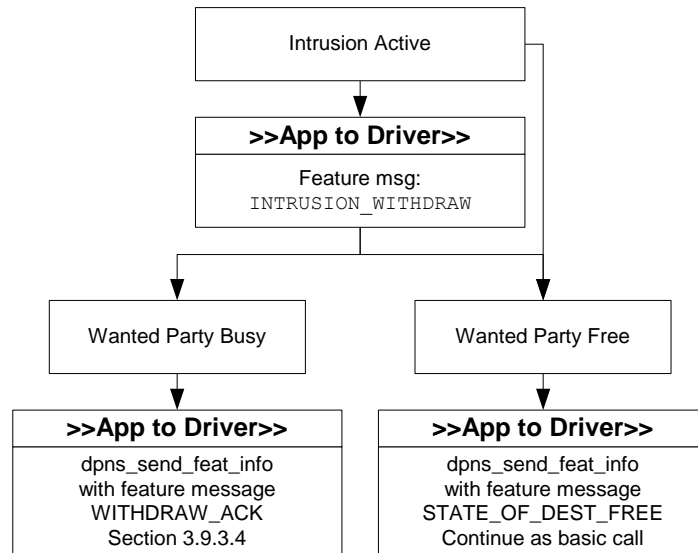 Intrusion Active
>>App to Driver>>
Feature msg:
INTRUSION_WITHDRAW
Wanted Party Busy
Wanted Party Free
>>App to Driver>>
dpns_send_feat_info
with feature message
WITHDRAW_ACK
Section 3.9.3.4
>>App to Driver>>
dpns_send_feat_info
with feature message
STATE_OF_DEST_FREE
Continue as basic call